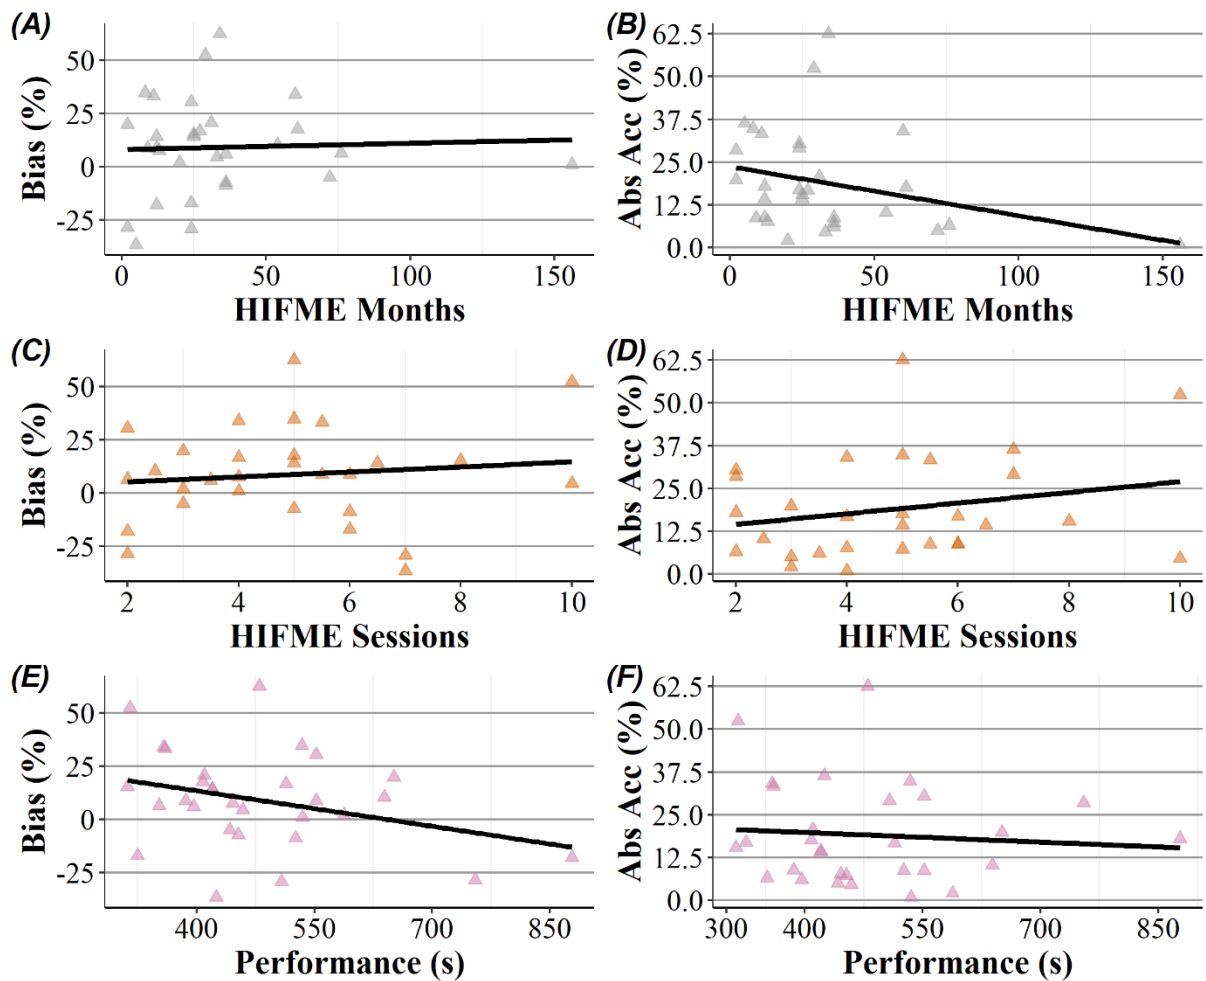 (A)
Bias (%)
50
25
0
-25
0 50 100 150
HIFME Months
(B)
Abs Acc (%)
62.5
50.0
37.5
25.0
12.5
0.0
0 50 100 150
HIFME Months
(C)
Bias (%)
50
25
0
-25
2 4 6 8 10
HIFME Sessions
(D)
Abs Acc (%)
62.5
50.0
37.5
25.0
12.5
0.0
2 4 6 8 10
HIFME Sessions
(E)
Bias (%)
50
25
0
-25
400 550 700 850
Performance (s)
(F)
Abs Acc (%)
62.5
50.0
37.5
25.0
12.5
0.0
300 400 550 700 850
Performance (s)